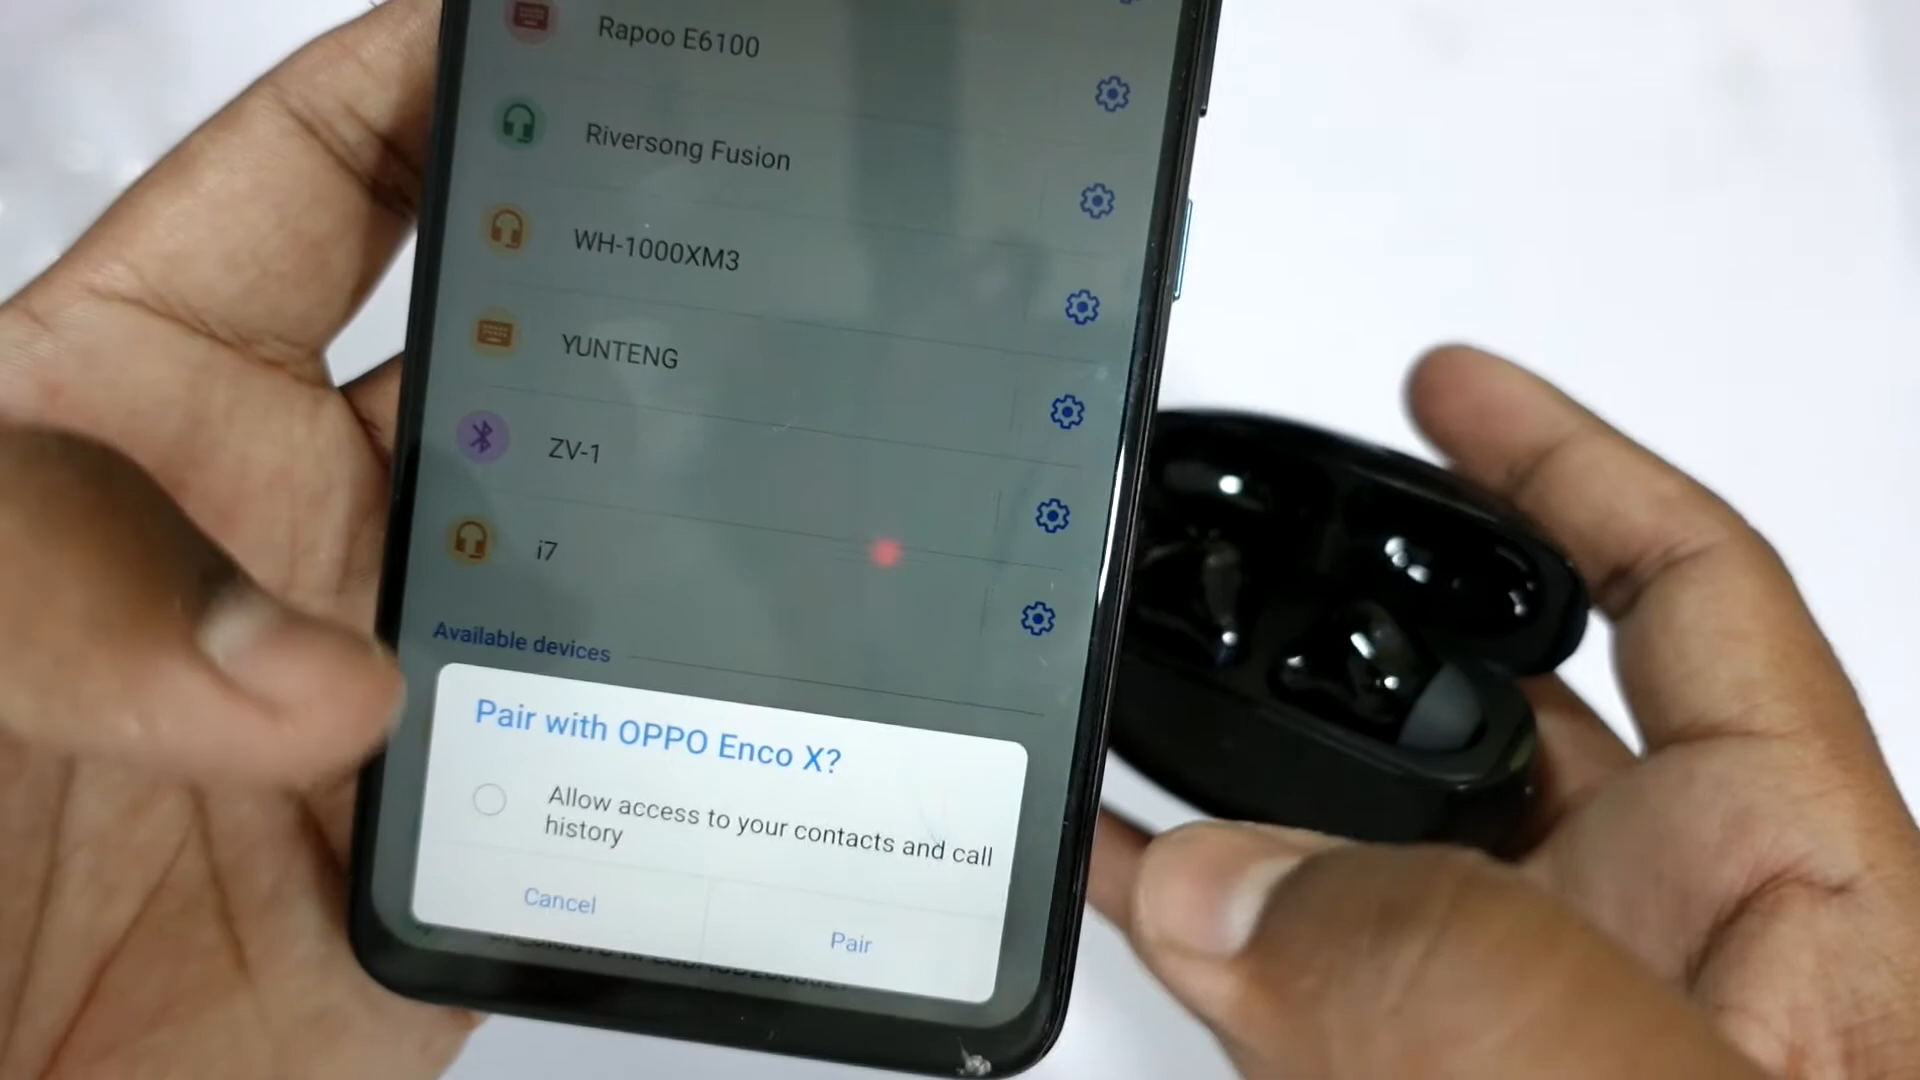 Rapoo E6100
Riversong Fusion
WH-1000XM3
YUNTENG
ZV-1
i7
Available devices
Pair with OPPO Enco X?
Allow access to your contacts and call
history
Cancel
Pair